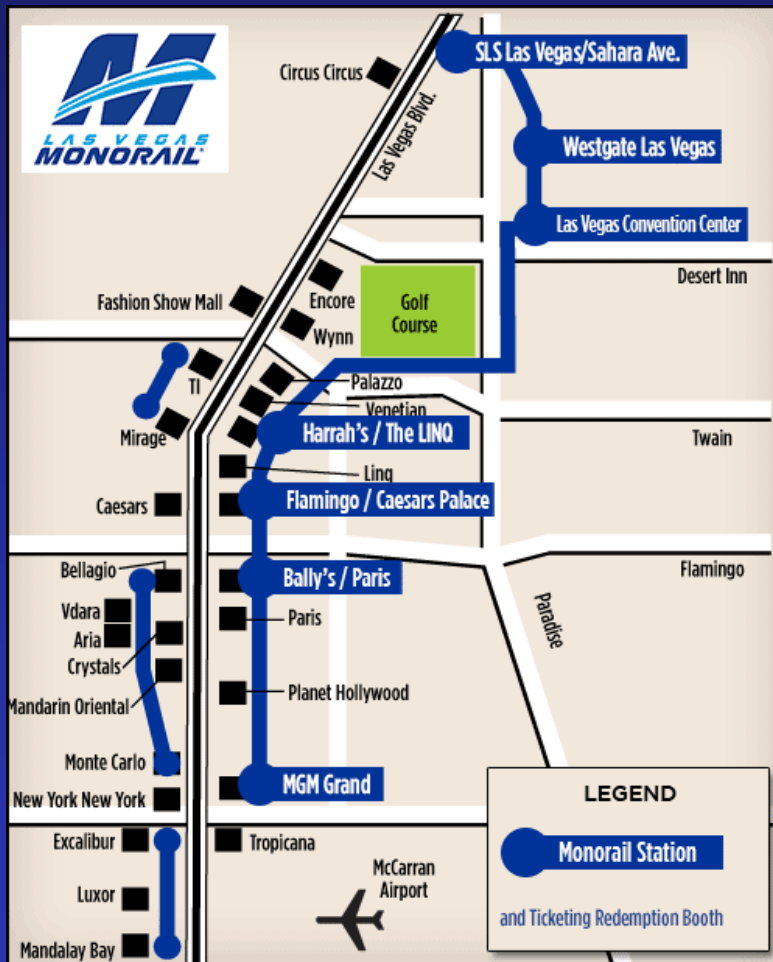 LAS VEGAS
MONORAIL
Circus Circus
SLS Las Vegas/Sahara Ave.
Las Vegas Blvd.
Westgate Las Vegas
Las Vegas Convention Center
Desert Inn
Fashion Show Mall
Encore
Golf
Course
Wynn
TI
Palazzo
Venetian
Mirage
Harrah's / The LINQ
Twain
Linq
Caesars
Flamingo / Caesars Palace
Bellagio
Bally's / Paris
Flamingo
Vdara
Paris
Paradise
Aria
Crystals
Planet Hollywood
Mandarin Oriental
Monte Carlo
MGM Grand
New York New York
LEGEND
Excalibur
Tropicana
Monorail Station
McCarran
Airport
Luxor
and Ticketing Redemption Booth
Mandalay Bay